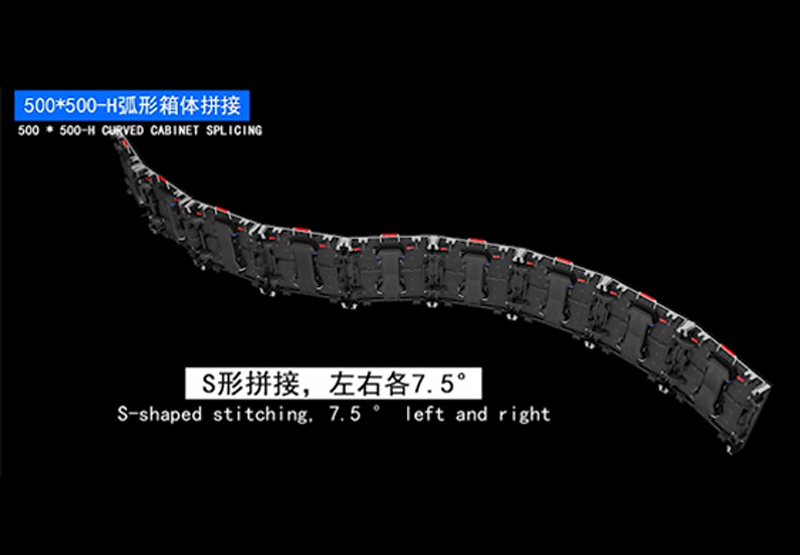 500*500-H弧形箱体拼接
500 * 500-H CURVED CABINET SPLICING
S形拼接，左右各7.5°
S-shaped stitching, 7.5 ° left and right